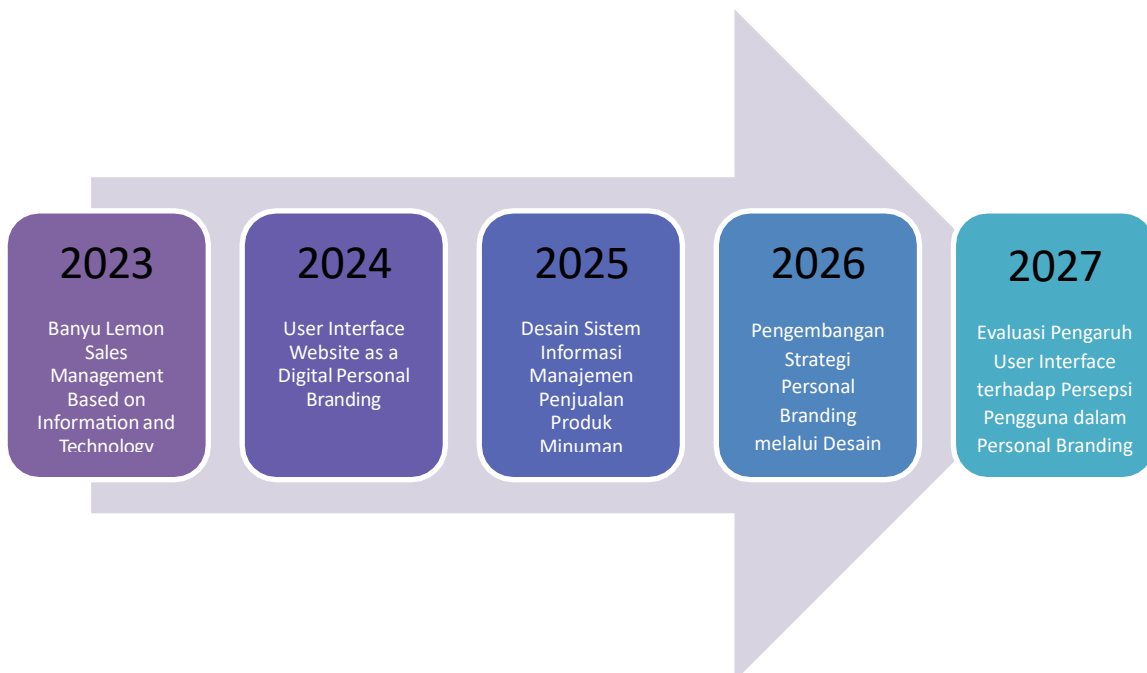 2023
Banyu Lemon
Sales
Management
Based on
Information and
Technology
2024
User Interface
Website as a
Digital Personal
Branding
2025
Desain Sistem
Informasi
Manajemen
Penjualan
Produk
Minuman
2026
Pengembangan
Strategi
Personal
Branding
melalui Desain
2027
Evaluasi Pengaruh
User Interface
terhadap Persepsi
Pengguna dalam
Personal Branding